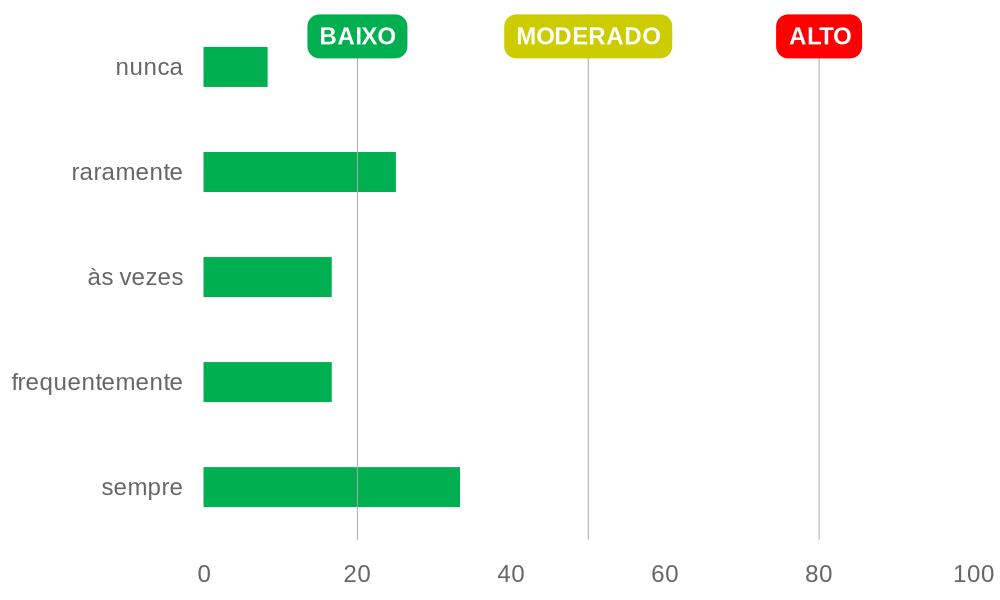 BAIXO MODERADO ALTO
nunca
raramente
às vezes
frequentemente
sempre
0 20 40 60 80 100